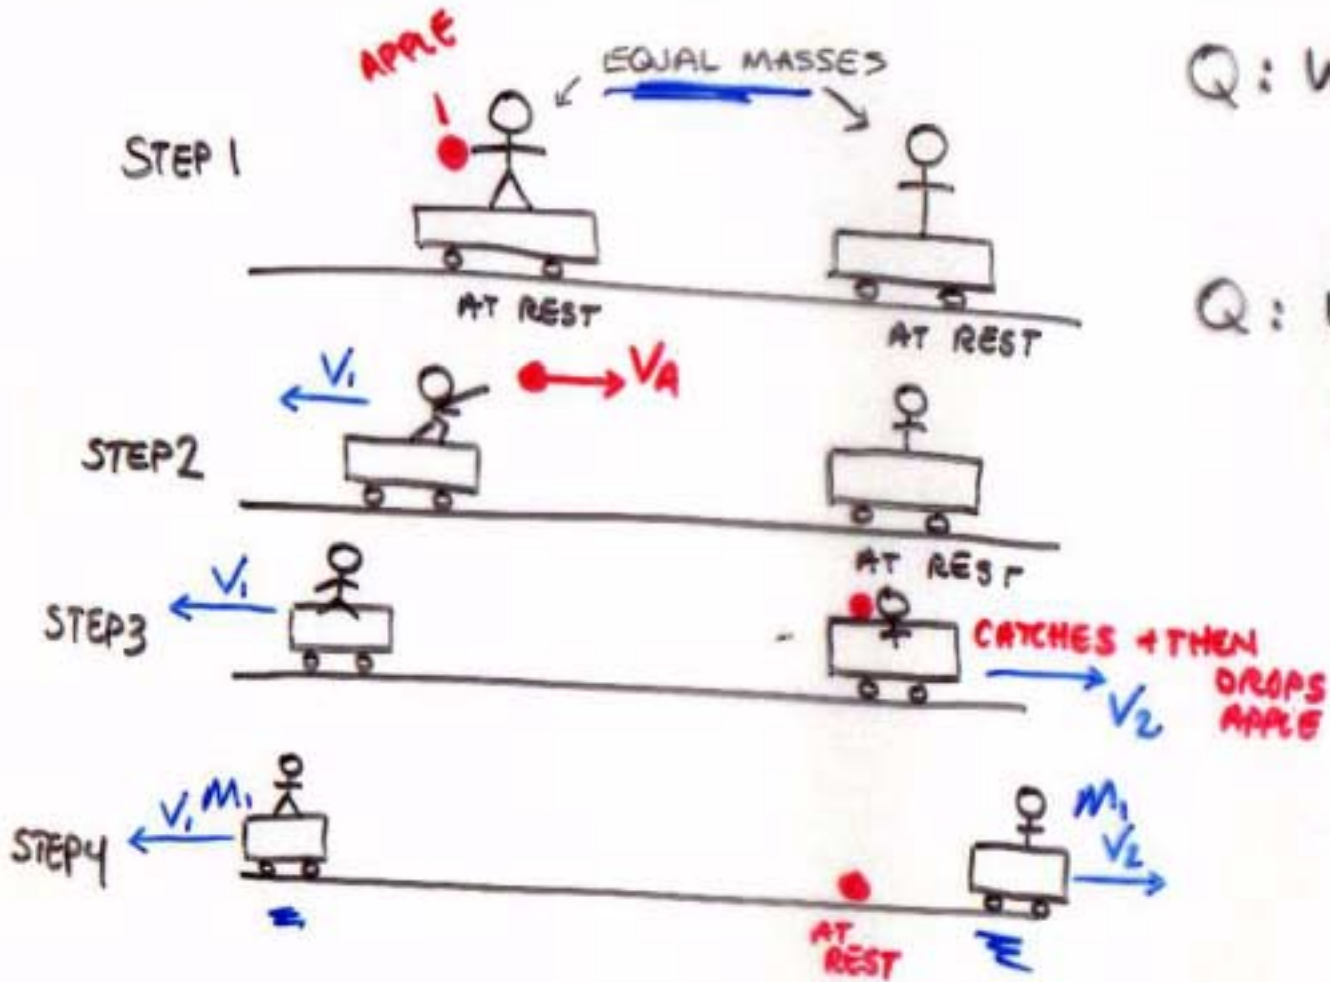 APPLE
EQUAL MASSES
Q: V
STEP 1
AT REST
AT REST
Q:
V₁
VA
STEP2
AT REST
V₁
STEP3
CATCHES + THEN
DROPS
APPLE
V₂
V₁ M₁
M₁
V₂
STEP4
AT
REST